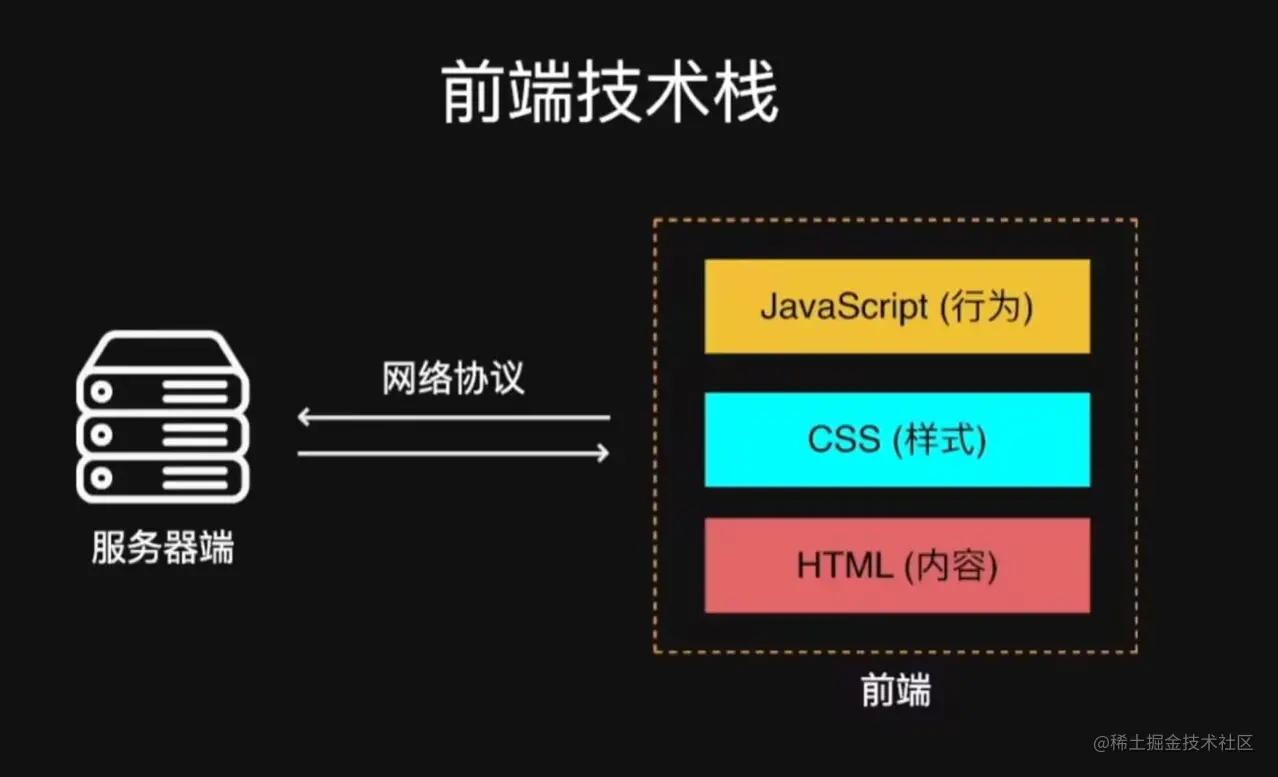 前端技术栈
JavaScript (行为)
网络协议
CSS (样式)
服务器端
HTML (内容)
前端
@稀土掘金技术社区